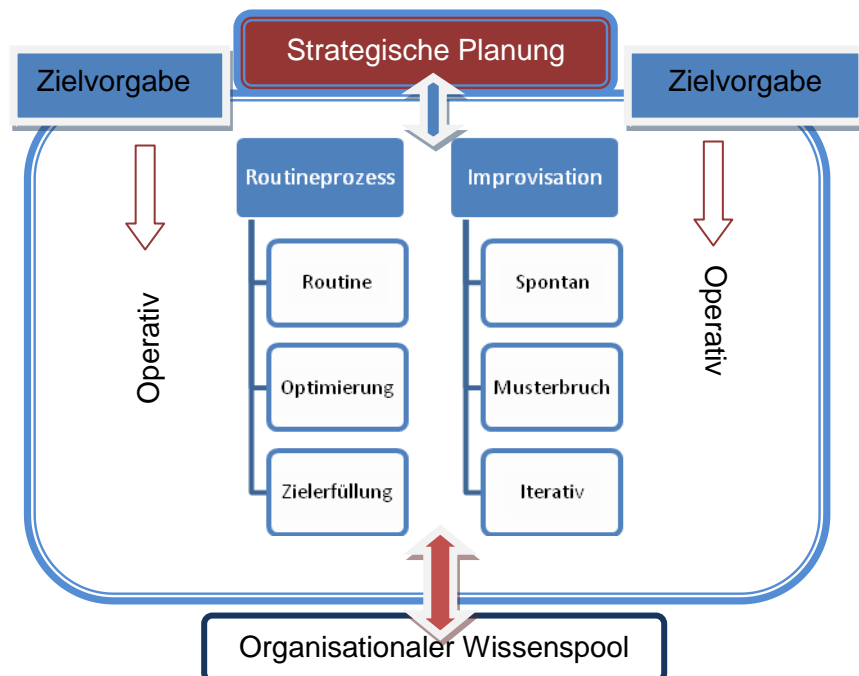 Strategische Planung
Zielvorgabe
Zielvorgabe
Routineprozess
Improvisation
Operativ
Routine
Spontan
Operativ
Optimierung
Musterbruch
Zielerfüllung
Iterativ
Organisationaler Wissenspool